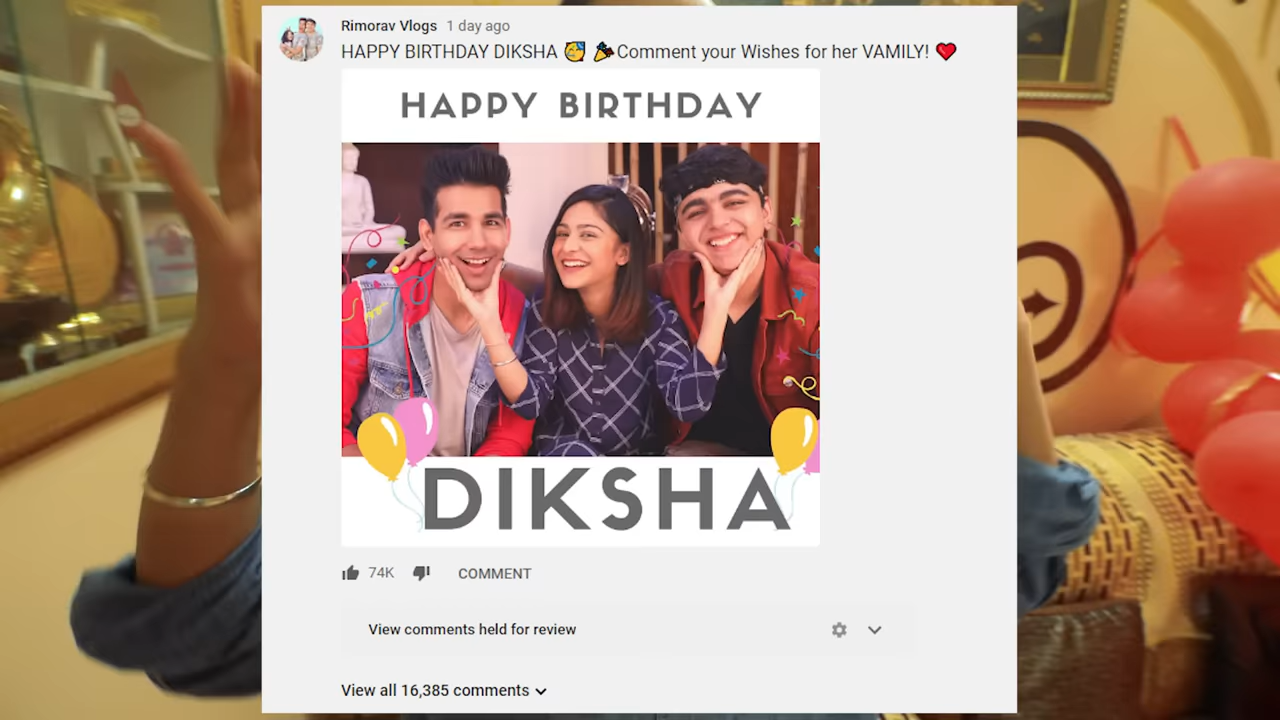 Rimorav Vlogs 1 day ago
HAPPY BIRTHDAY DIKSHA 🥳 🎉Comment your Wishes for her VAMILY! ❤️
HAPPY BIRTHDAY
DIKSHA
74K COMMENT
View comments held for review
View all 16,385 comments